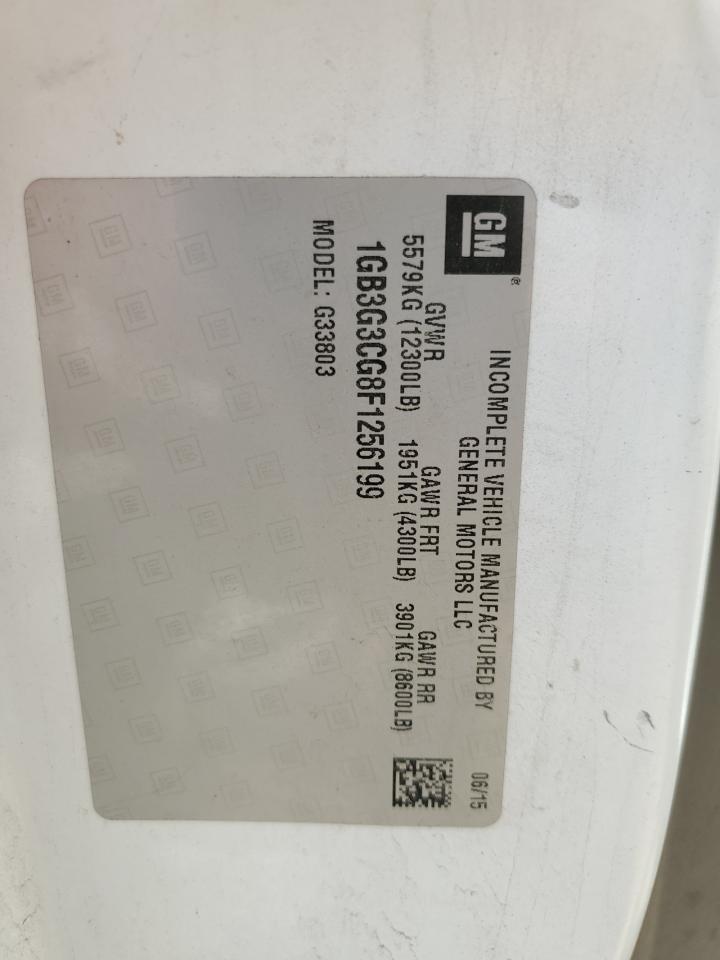 GM®
INCOMPLETE VEHICLE MANUFACTURED BY
GENERAL MOTORS LLC
06/15
GVWR GAWR FRT GAWR RR
5579KG (12300LB) 1951KG (4300LB) 3901KG (8600LB)
1GB3G3CG8F1256199
MODEL: G33803